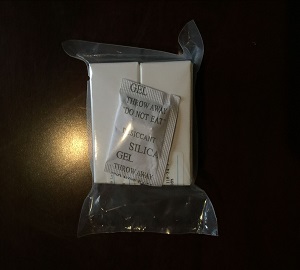 GEL
THROW AWAY
"DO NOT EAT"
DESICCANT
SILICA
GEL
THROW AWAY